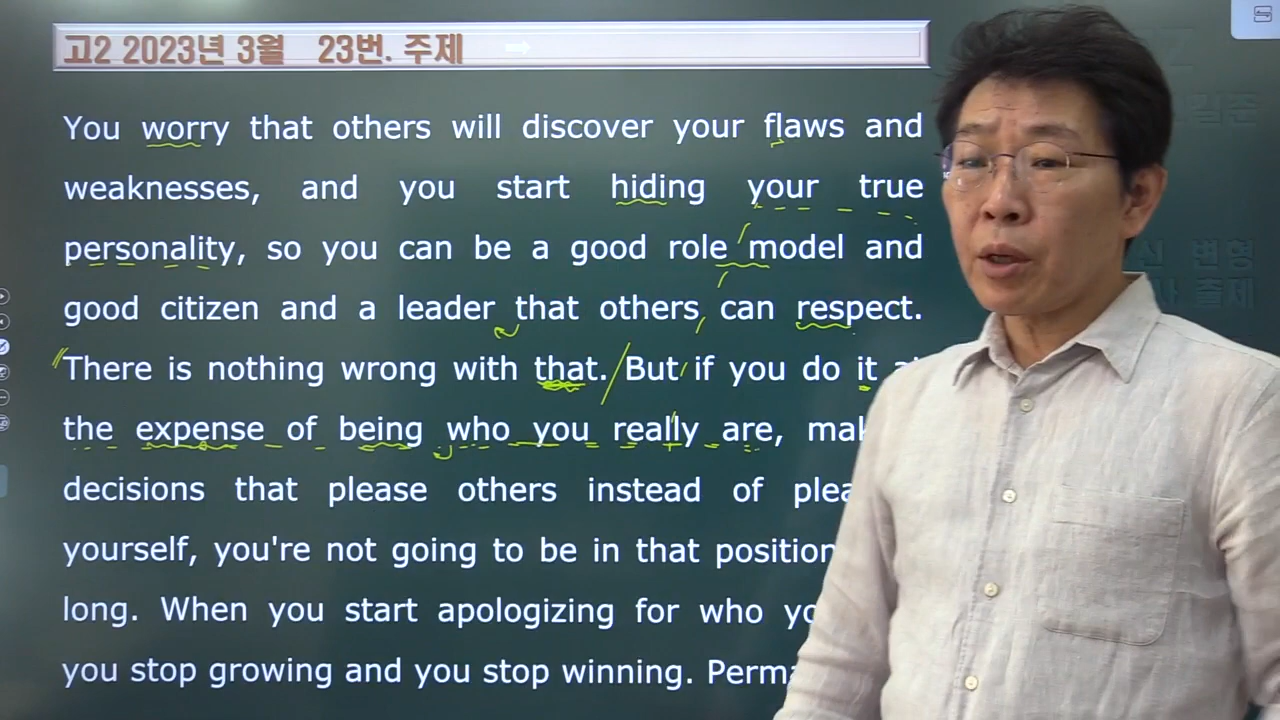 고2 2023년 3월 23번. 주제
You worry that others will discover your flaws and
weaknesses, and you start hiding your true
personality, so you can be a good role model and
good citizen and a leader that others can respect.
There is nothing wrong with that. But if you do it
the expense of being who you really are,
decisions that please others instead of
yourself, you're not going to be in that position
long. When you start apologizing for who
you stop growing and you stop winning.
변형
출제